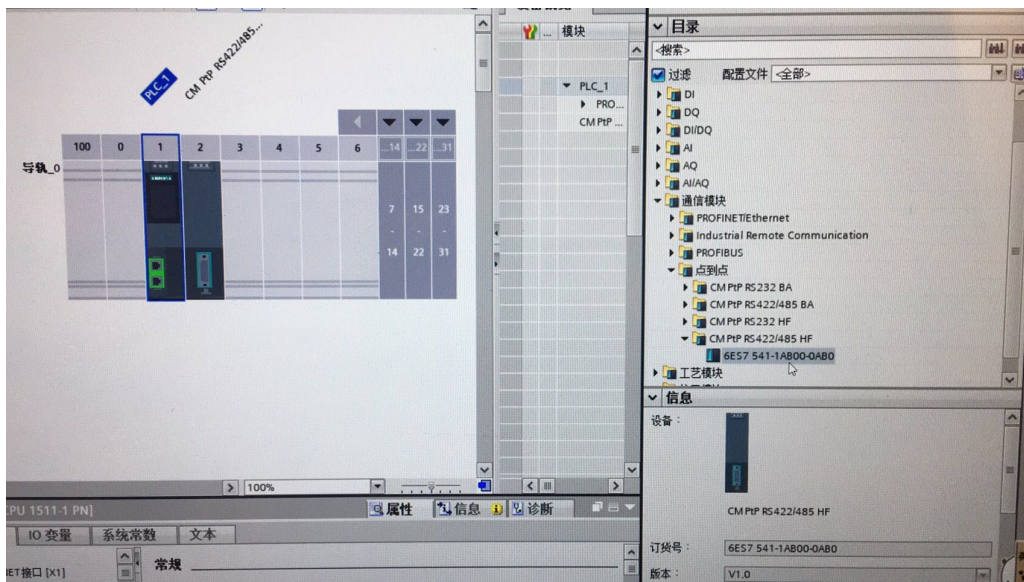 模块
目录
<搜索>
过滤 配置文件 <全部>
PLC_1
CM PtP RS422/485...
PLC_1
PRO...
CM PtP ...
DI
DQ
DI/DQ
AI
AQ
AI/AQ
通信模块
PROFINET/Ethernet
Industrial Remote Communication
PROFIBUS
点到点
CM PtP RS232 BA
CM PtP RS422/485 BA
CM PtP RS232 HF
CM PtP RS422/485 HF
6ES7 541-1AB00-0AB0
工艺模块
100 0 1 2 3 4 5 6 ...14 ...22 ...31
导轨_0
7 15 23
- - -
14 22 31
信息
设备：
CM PtP RS422/485 HF
订货号： 6ES7 541-1AB00-0AB0
版本： V1.0
100%
CPU 1511-1 PN]
属性 信息 诊断
IO 变量 系统常数 文本
常规
ET接口 [X1]